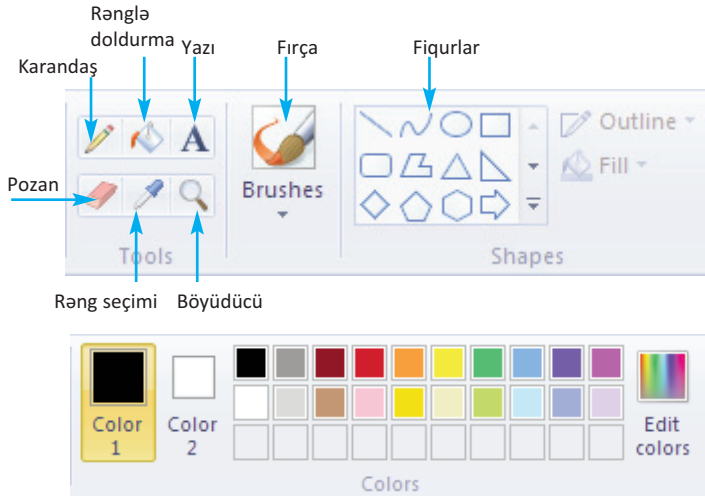 Rənglə
doldurma
Yazı
Fırça
Fiqurlar
Karandaş
A
Outline
Fill
Pozan
Brushes
Tools
Shapes
Rəng seçimi
Böyüdücü
Color
1
Color
2
Edit
colors
Colors